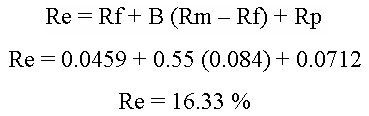 Re = Rf + B (Rm – Rf) + Rp
Re = 0.0459 + 0.55 (0.084) + 0.0712
Re = 16.33 %